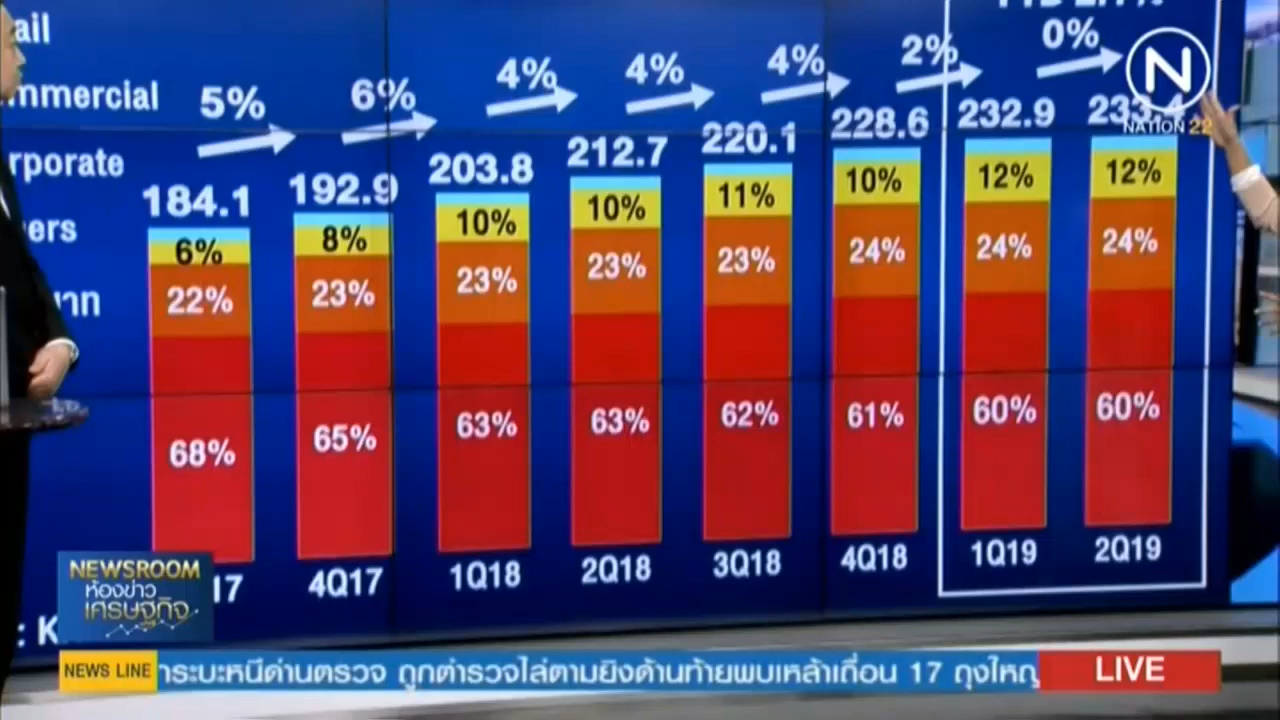 ail
mmercial
rporate
ers
5% 6% 4% 4% 4% 2% 0%
184.1 192.9 203.8 212.7 220.1 228.6 232.9 233.4
6% 8% 10% 10% 11% 10% 12% 12%
22% 23% 23% 23% 23% 24% 24% 24%
68% 65% 63% 63% 62% 61% 60% 60%
17 4Q17 1Q18 2Q18 3Q18 4Q18 1Q19 2Q19
N
NATION 22
NEWSROOM
ห้องข่าว
เศรษฐกิจ
: K
NEWS LINE
กระบะหนีด่านตรวจ ถูกตำรวจไล่ตามยิงด้านท้ายพบเหล้าเถื่อน 17 ถุงใหญ่
LIVE